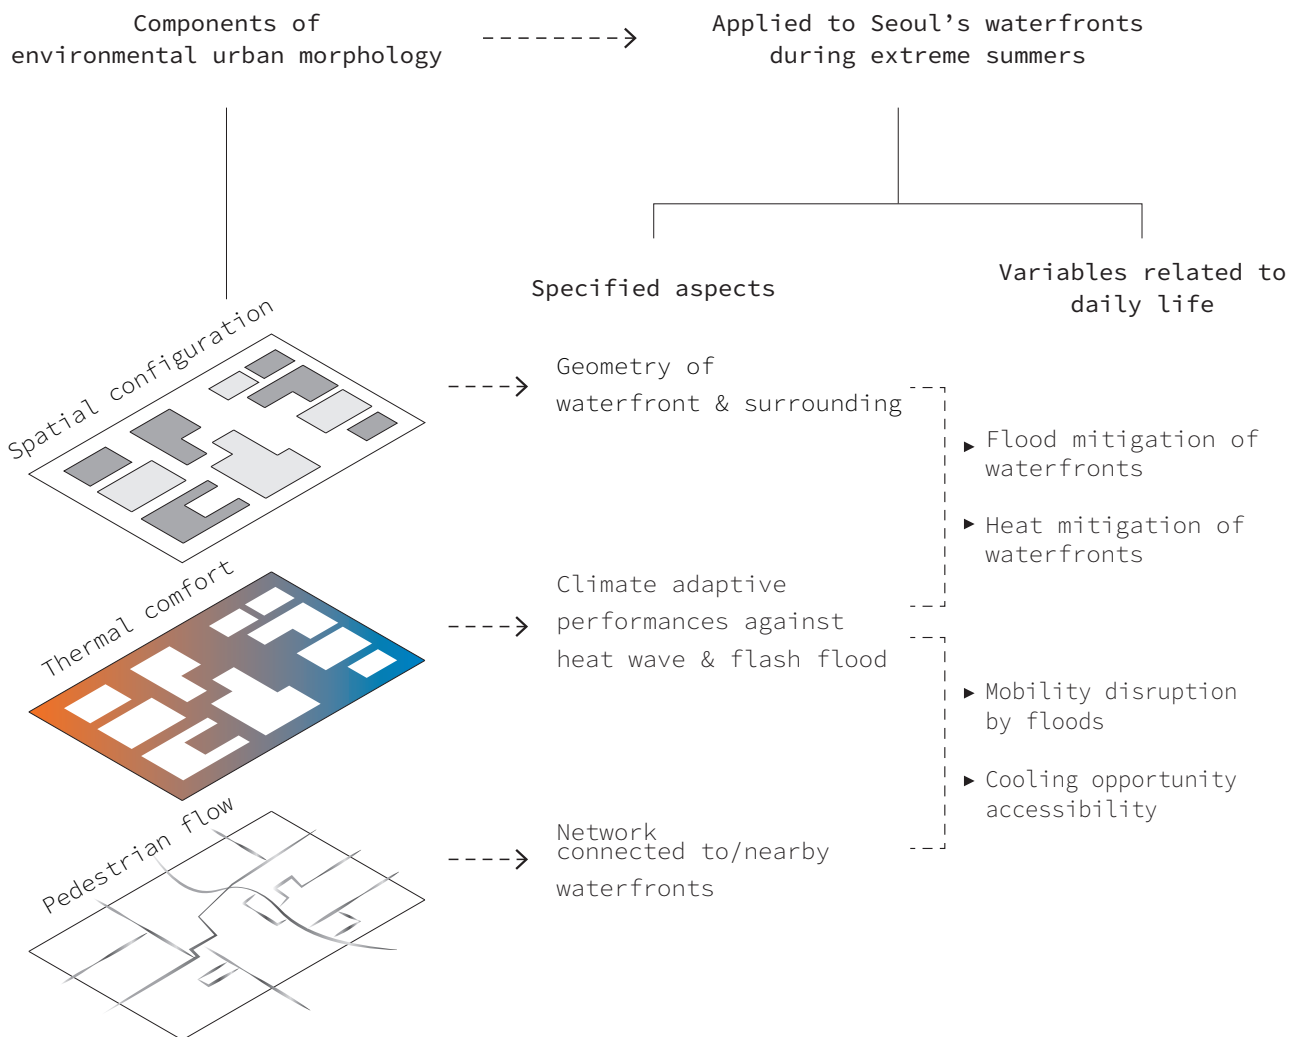 Components of
environmental urban morphology
Applied to Seoul’s waterfronts
during extreme summers
Specified aspects
Variables related to
daily life
Spatial configuration
Geometry of
waterfront & surrounding
Flood mitigation of
waterfronts
Heat mitigation of
waterfronts
Thermal comfort
Climate adaptive
performances against
heat wave & flash flood
Mobility disruption
by floods
Cooling opportunity
accessibility
Pedestrian flow
Network
connected to/nearby
waterfronts